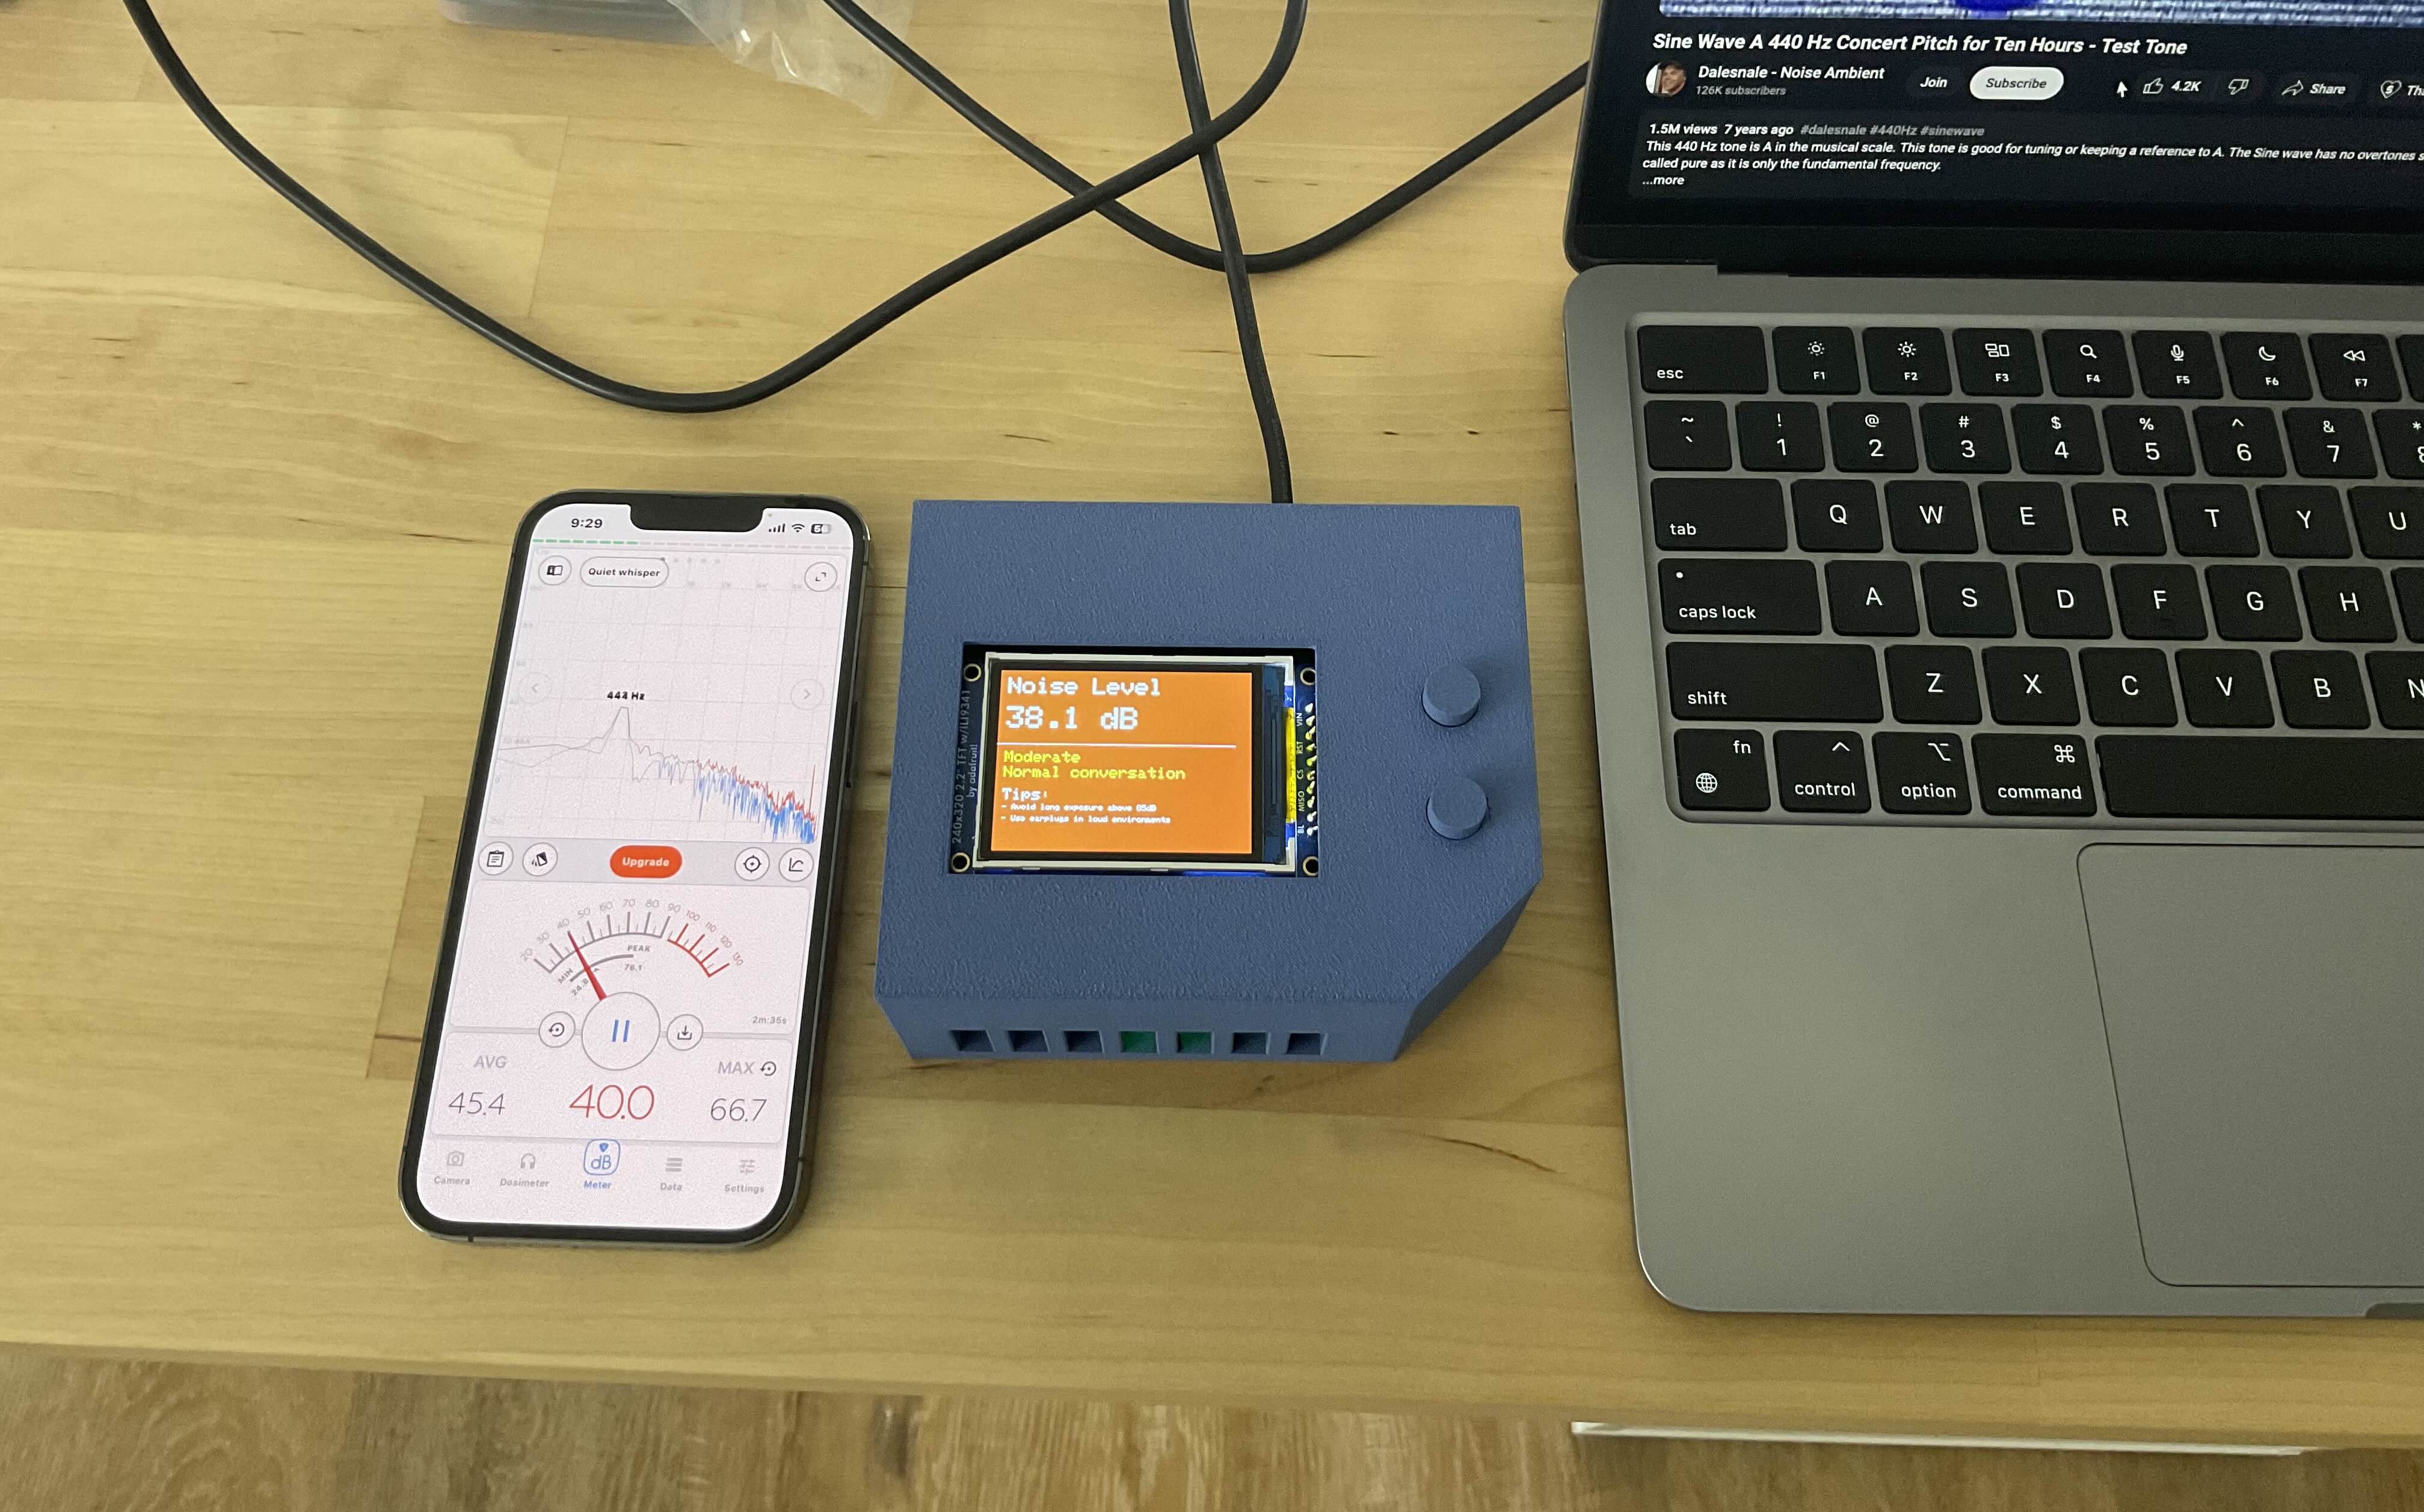 Sine Wave A 440 Hz Concert Pitch for Ten Hours - Test Tone
Dalesnale - Noise Ambient
126K subscribers
Join
Subscribe
4.2K
Share
1.5M views 7 years ago #dalesnale #440Hz #sinewave
This 440 Hz tone is A in the musical scale. This tone is good for tuning or keeping a reference to A. The Sine wave has no overtones
called pure as it is only the fundamental frequency.
...more
esc
F1
F2
F3
F4
F5
F6
F7
~ `
! 1
@ 2
# 3
$ 4
% 5
^ 6
& 7
tab
Q W E R T Y U
caps lock
A S D F G H
shift
Z X C V B N
fn
control
option
command
9:29
Quiet whisper
Upgrade
20 30 40 50 60 70 80 90 100 110 120 130
PEAK
76.1
MIN
2m:35s
AVG
45.4
40.0
MAX
66.7
Camera
Dosimeter
dB
Meter
Data
Settings
240x320 2.2" TFT w/ILI9341
by adafruit!
Noise Level
38.1 dB
Moderate
Normal conversation
Tips:
- Avoid long exposure above 85dB
- Use earplugs in loud environments
VIN
RST
CS
MISO
BL